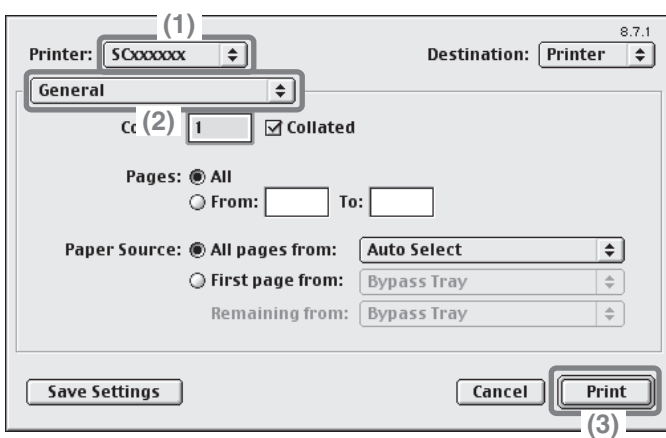 (1)
8.7.1
Printer: SCxxxxxx Destination: Printer
General
(2) 1 Collated
Pages: All
From: To:
Paper Source: All pages from: Auto Select
First page from: Bypass Tray
Remaining from: Bypass Tray
Save Settings Cancel Print
(3)